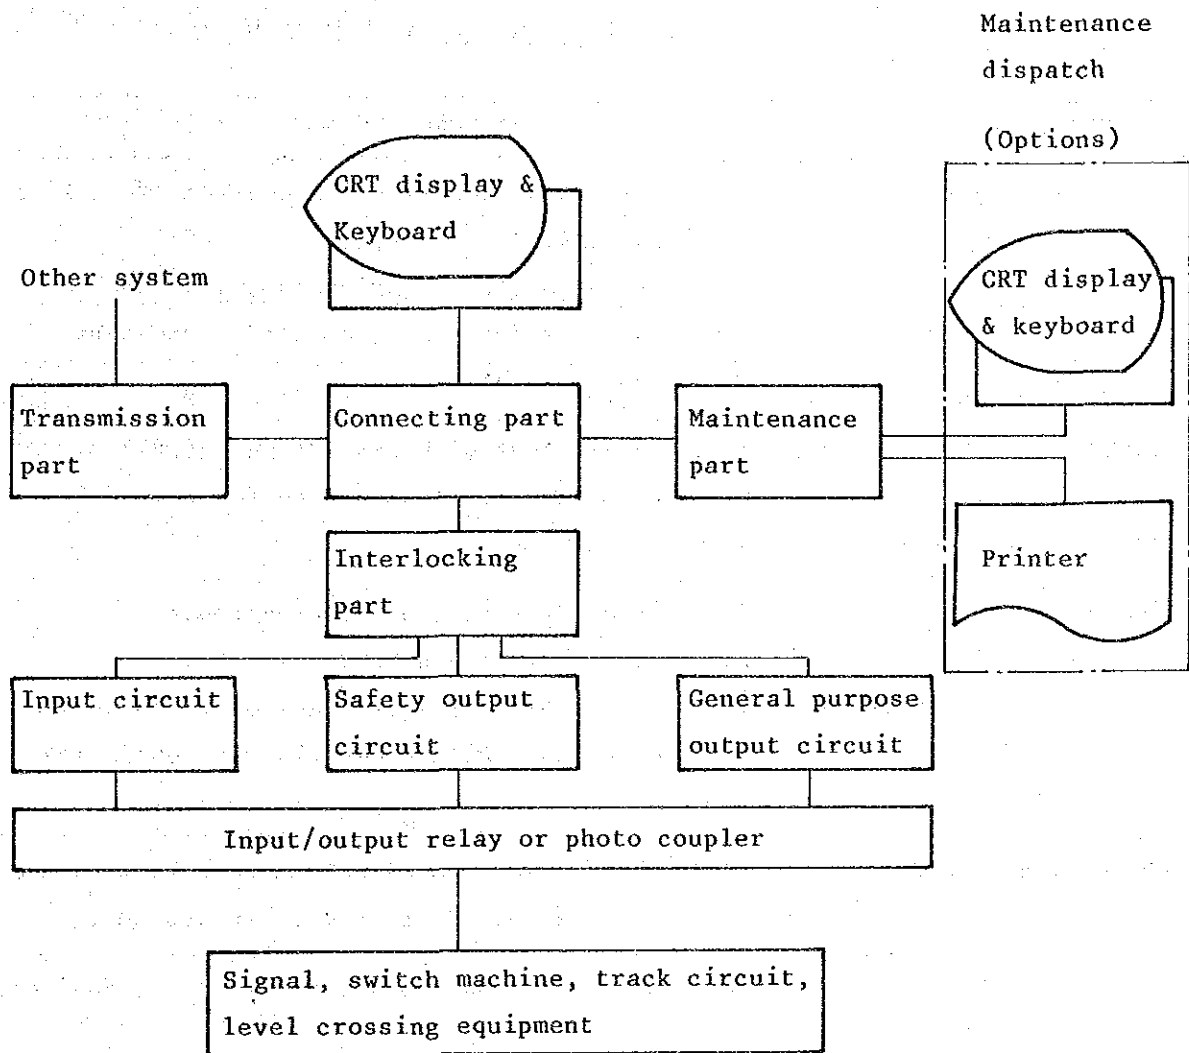 Maintenance
dispatch
(Options)
CRT display &
Keyboard
CRT display
& keyboard
Other system
Transmission
part
Connecting part
Maintenance
part
Interlocking
part
Printer
Input circuit
Safety output
circuit
General purpose
output circuit
Input/output relay or photo coupler
Signal, switch machine, track circuit,
level crossing equipment